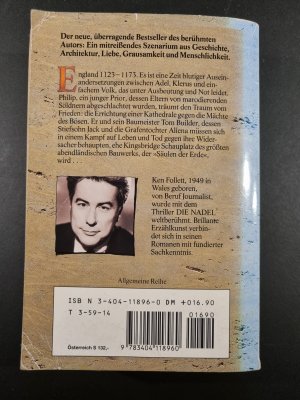 Der neue, überragende Bestseller des berühmten
Autors: Ein mitreißendes Szenarium aus Geschichte,
Architektur, Liebe, Grausamkeit und Menschlichkeit.
England 1123–1173. Es ist eine Zeit blutiger Ausein-
andersetzungen zwischen Adel, Klerus und ein-
fachem Volk, das unter Ausbeutung und Not leidet.
Philip, ein junger Prior, dessen Eltern von marodierenden
Söldnern abgeschlachtet wurden, träumt den Traum vom
Frieden: die Errichtung einer Kathedrale gegen die Mächte
des Bösen. Er und sein Baumeister Tom Builder, dessen
Stiefsohn Jack und die Grafentochter Aliena müssen sich
in einem Kampf auf Leben und Tod gegen ihre Wider-
sacher behaupten, ehe Kingsbridge Schauplatz des größten
abendländischen Bauwerks, der «Säulen der Erde»,
wird . . .
Ken Follett, 1949 in
Wales geboren,
von Beruf Journalist,
wurde mit dem
Thriller DIE NADEL
weltberühmt. Brillante
Erzählkunst verbin-
det sich in seinen
Romanen mit fundierter
Sachkenntnis.
Allgemeine Reihe
ISBN 3-404-11896-0 DM +016.90
T 3-59-14
01690
Österreich S 132,-
9 783404 118960